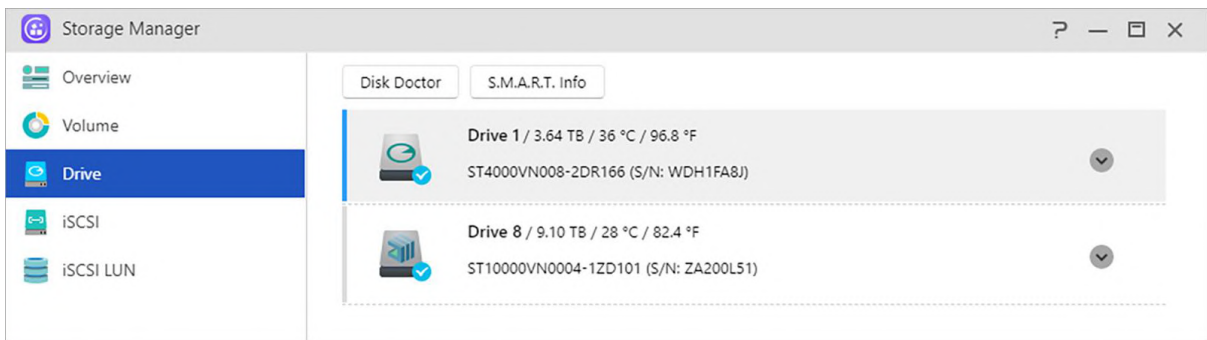 Storage Manager
Overview
Volume
Drive
iSCSI
iSCSI LUN
Disk Doctor
S.M.A.R.T. Info
Drive 1 / 3.64 TB / 36 °C / 96.8 °F
ST4000VN008-2DR166 (S/N: WDH1FA8J)
Drive 8 / 9.10 TB / 28 °C / 82.4 °F
ST10000VN0004-1ZD101 (S/N: ZA200L51)